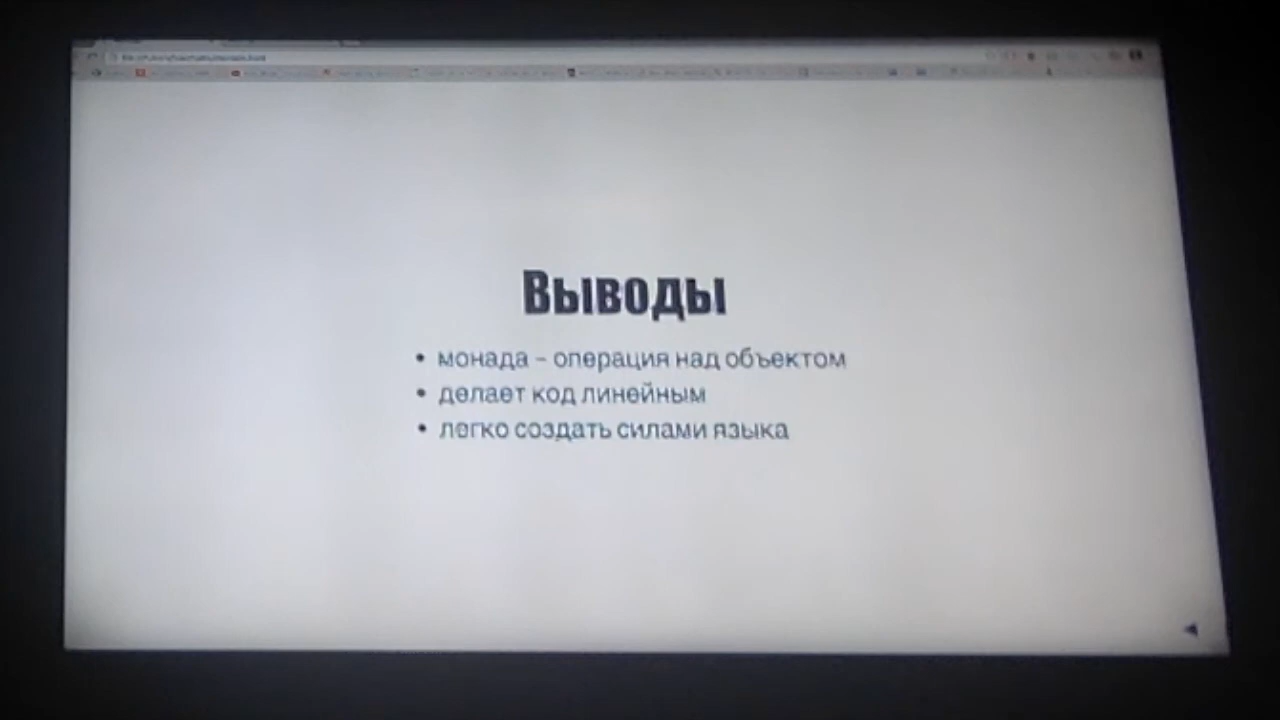 Выводы
• монада – операция над объектом
• делает код линейным
• легко создать силами языка